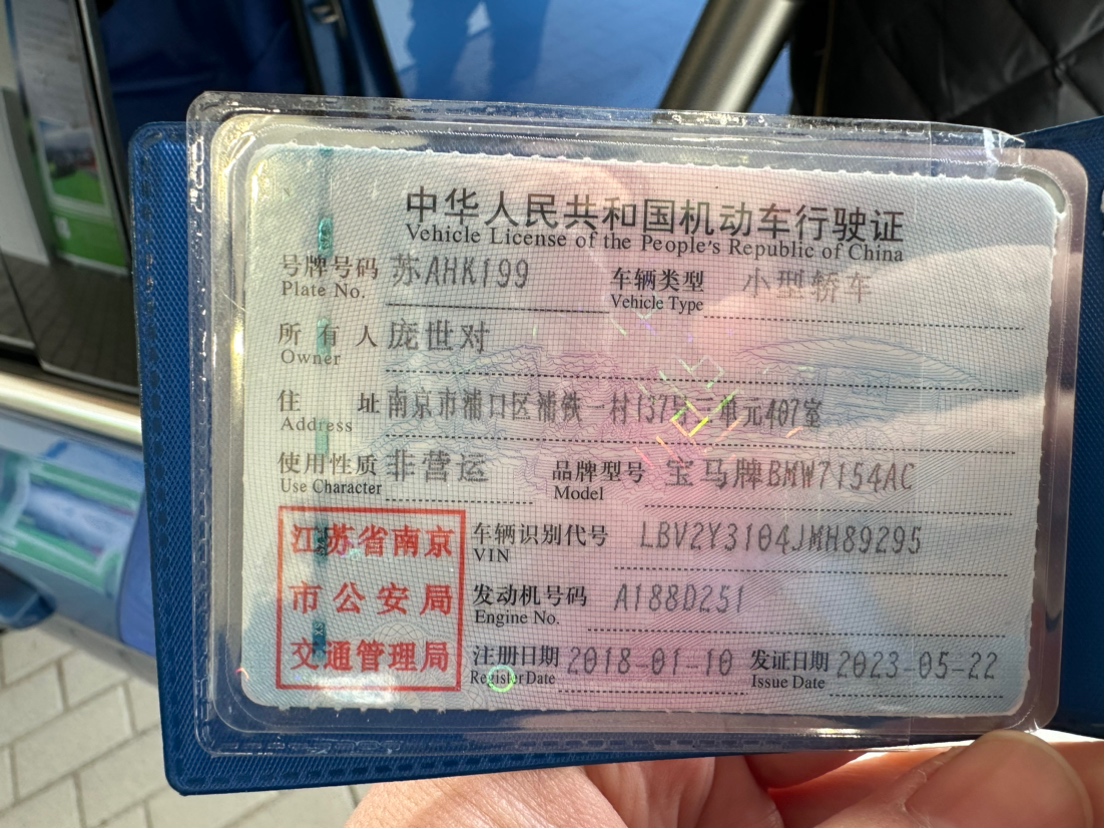 中华人民共和国机动车行驶证
Vehicle License of the People's Republic of China
号牌号码 苏AHK199 车辆类型 小型轿车
Plate No. Vehicle Type
所有人 庞世对
Owner
住址 南京市浦口区浦铁一村137号三单元407室
Address
使用性质 非营运 品牌型号 宝马牌BMW7154AC
Use Character Model
江苏省南京 车辆识别代号 LBV2Y3104JMH89295
市公安局 VIN
交通管理局 发动机号码 A188D251
Engine No.
注册日期 2018-01-10 发证日期 2023-05-22
Register Date Issue Date